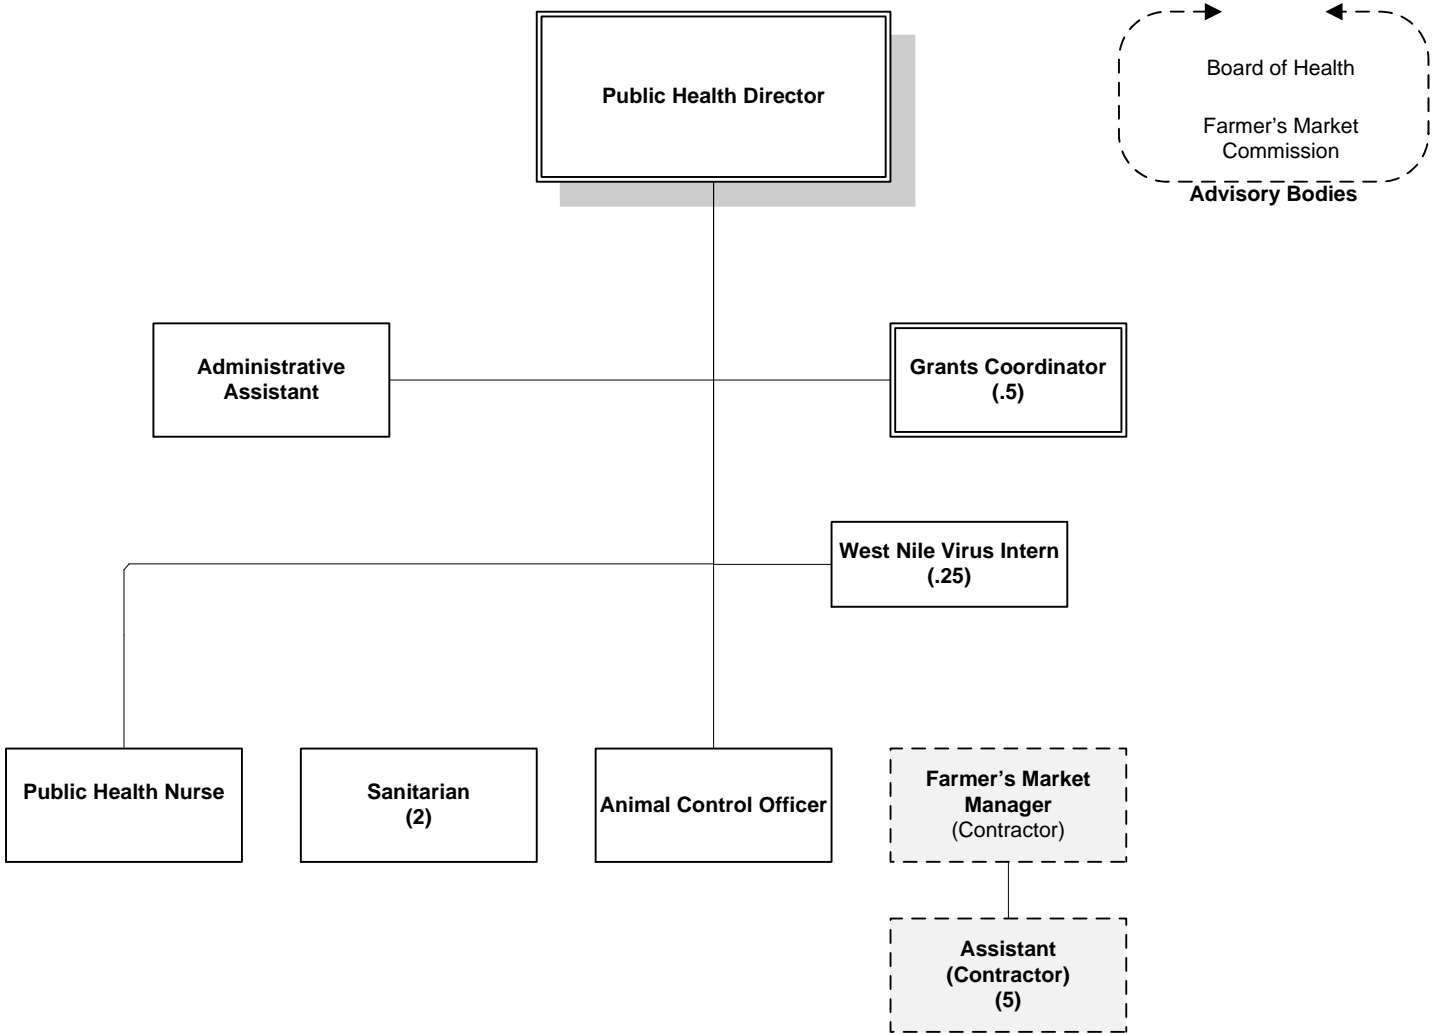 Public Health Director
Board of Health
Farmer’s Market
Commission
Advisory Bodies
Administrative
Assistant
Grants Coordinator
(.5)
West Nile Virus Intern
(.25)
Public Health Nurse
Sanitarian
(2)
Animal Control Officer
Farmer’s Market
Manager
(Contractor)
Assistant
(Contractor)
(5)